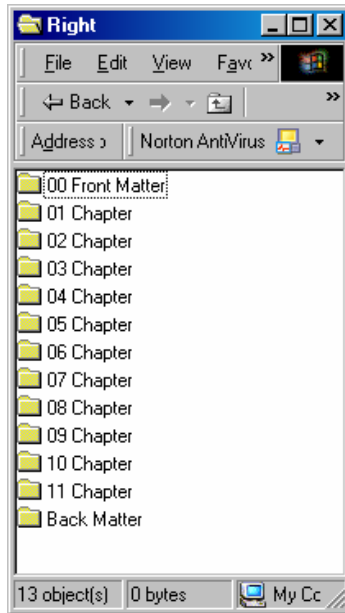 Right
File Edit View Favc »
Back »
Address Norton AntiVirus
00 Front Matter
01 Chapter
02 Chapter
03 Chapter
04 Chapter
05 Chapter
06 Chapter
07 Chapter
08 Chapter
09 Chapter
10 Chapter
11 Chapter
Back Matter
13 object(s) 0 bytes My Cc